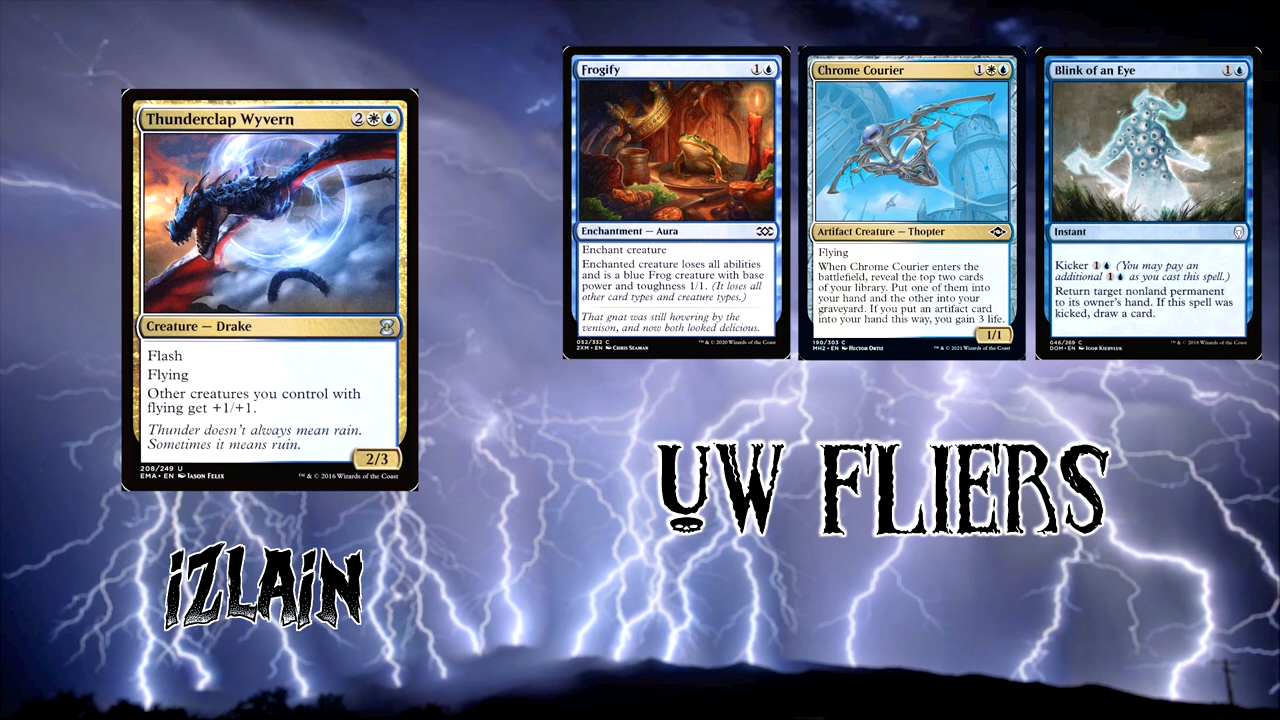 Thunderclap Wyvern 2
Creature — Drake
Flash
Flying
Other creatures you control with
flying get +1/+1.
Thunder doesn't always mean rain.
Sometimes it means ruin.
2/3
208/249 U
EMA • EN Jason Felix
™ & © 2016 Wizards of the Coast
Frogify 1
Enchantment — Aura
Enchant creature
Enchanted creature loses all abilities
and is a blue Frog creature with base
power and toughness 1/1. (It loses all
other card types and creature types.)
That gnat was still hovering by the
venison, and now both looked delicious.
052/332 C
2XM • EN Chris Seaman
™ & © 2020 Wizards of the Coast
Chrome Courier 1
Artifact Creature — Thopter
Flying
When Chrome Courier enters the
battlefield, reveal the top two cards
of your library. Put one of them into
your hand and the other into your
graveyard. If you put an artifact card
into your hand this way, you gain 3 life.
1/1
190/303 C
MH2 • EN Hector Ortiz
™ & © 2021 Wizards of the Coast
Blink of an Eye 1
Instant
Kicker 1 (You may pay an
additional 1 as you cast this spell.)
Return target nonland permanent
to its owner's hand. If this spell was
kicked, draw a card.
046/269 C
DOM • EN Igor Kieryluk
™ & © 2018 Wizards of the Coast
UW FLIERS
iZLAiN